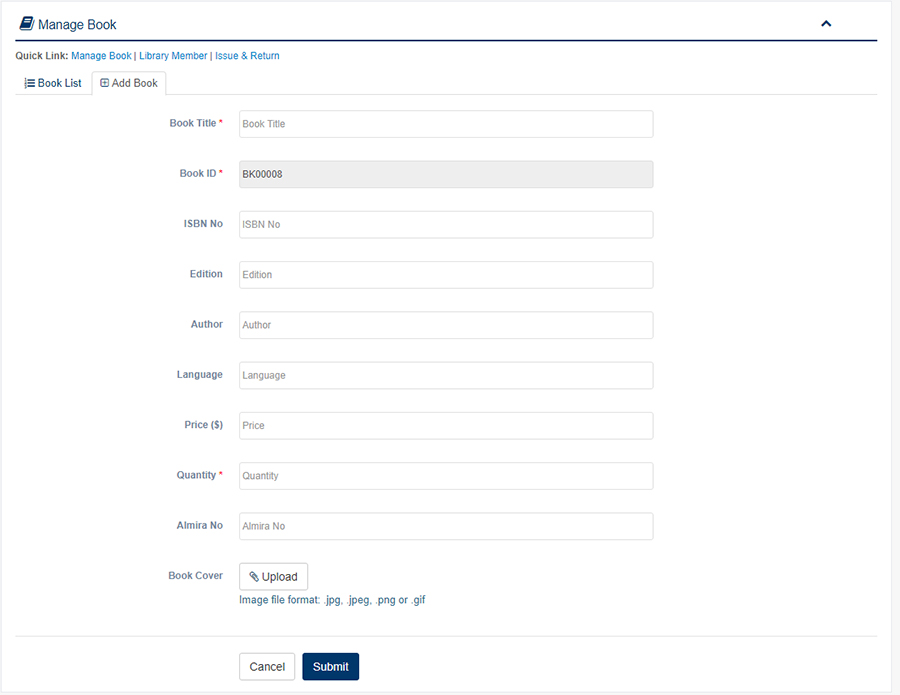 Manage Book
Quick Link: Manage Book | Library Member | Issue & Return
Book List Add Book
Book Title * Book Title
Book ID * BK00008
ISBN No ISBN No
Edition Edition
Author Author
Language Language
Price ($) Price
Quantity * Quantity
Almira No Almira No
Book Cover Upload
Image file format: .jpg, .jpeg, .png or .gif
Cancel Submit